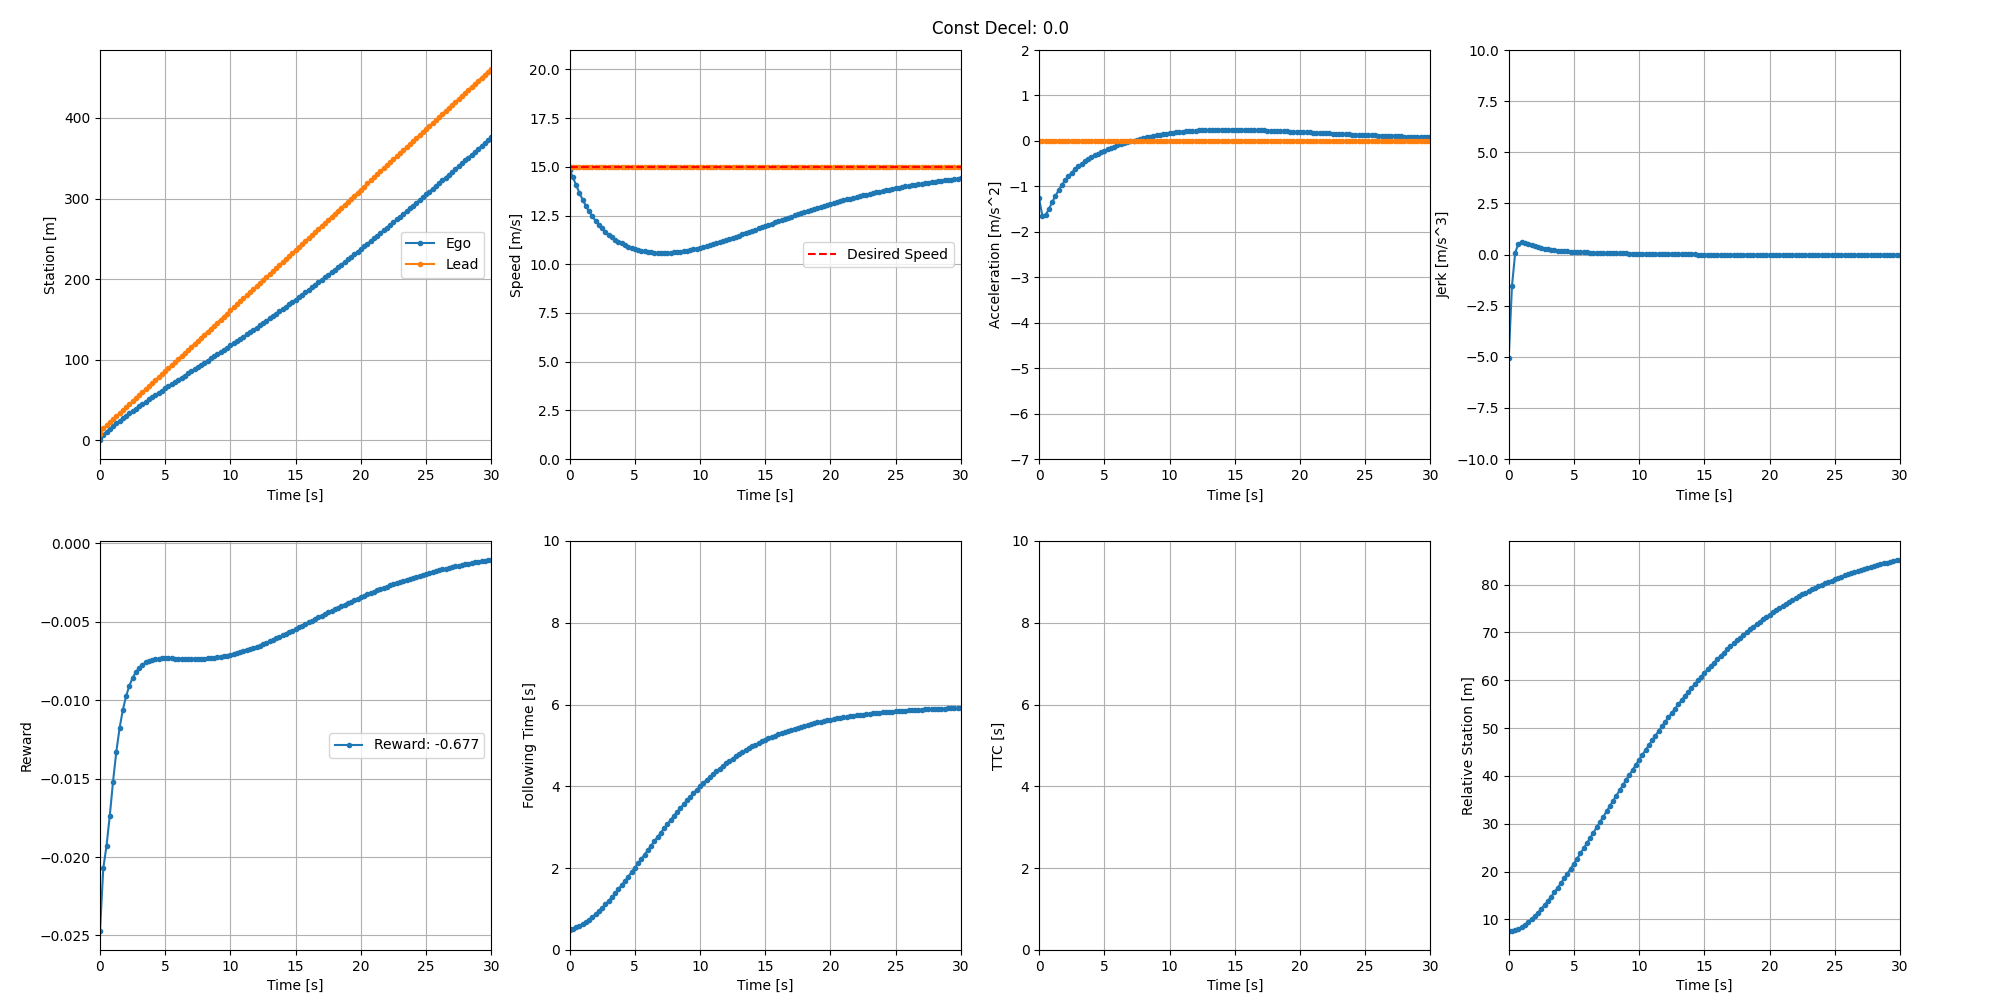 Const Decel: 0.0
Station [m]
400
300
200
100
0
Ego
Lead
0 5 10 15 20 25 30
Time [s]
Speed [m/s]
20.0
17.5
15.0
12.5
10.0
7.5
5.0
2.5
0.0
Desired Speed
0 5 10 15 20 25 30
Time [s]
Acceleration [m/s^2]
2
1
0
−1
−2
−3
−4
−5
−6
−7
0 5 10 15 20 25 30
Time [s]
Jerk [m/s^3]
10.0
7.5
5.0
2.5
0.0
−2.5
−5.0
−7.5
−10.0
0 5 10 15 20 25 30
Time [s]
Reward
0.000
−0.005
−0.010
−0.015
−0.020
−0.025
Reward: -0.677
0 5 10 15 20 25 30
Time [s]
Following Time [s]
10
8
6
4
2
0
0 5 10 15 20 25 30
Time [s]
TTC [s]
10
8
6
4
2
0
0 5 10 15 20 25 30
Time [s]
Relative Station [m]
80
70
60
50
40
30
20
10
0 5 10 15 20 25 30
Time [s]